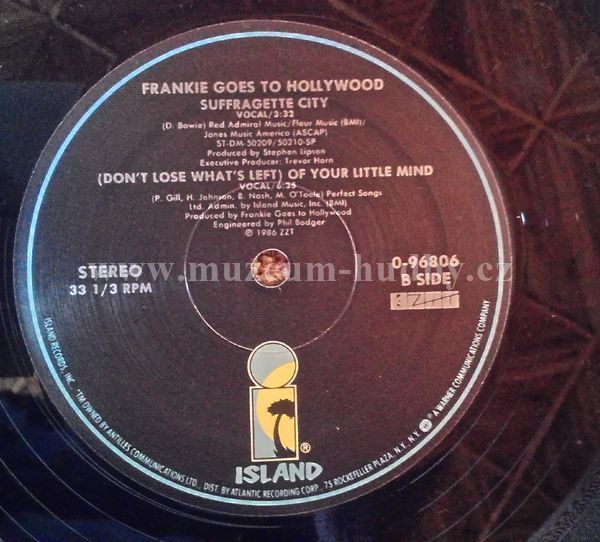 FRANKIE GOES TO HOLLYWOOD
SUFFRAGETTE CITY
VOCAL/3:32
(D. Bowie) Red Admiral Music/Fleur Music (BMI)/
Jones Music America (ASCAP)
ST-DM-50209/50210-SP
Produced by Stephen Lipson
Executive Producer: Trevor Horn
(DON'T LOSE WHAT'S LEFT) OF YOUR LITTLE MIND
VOCAL/6:35
(P. Gill, H. Johnson, B. Nash, M. O'Toole) Perfect Songs
Ltd. Admin. by Island Music, Inc. (BMI)
Produced by Frankie Goes to Hollywood
Engineered by Phil Bodger
℗ 1986 ZZT
STEREO
33 1/3 RPM
0-96806
B SIDE
www.muzeum-hudby.cz
®
ISLAND
ISLAND RECORDS, INC. *TM OWNED BY ANTILLES COMMUNICATIONS LTD., DIST. BY ATLANTIC RECORDING CORP., 75 ROCKEFELLER PLAZA, N.Y., N.Y. A WARNER COMMUNICATIONS COMPANY